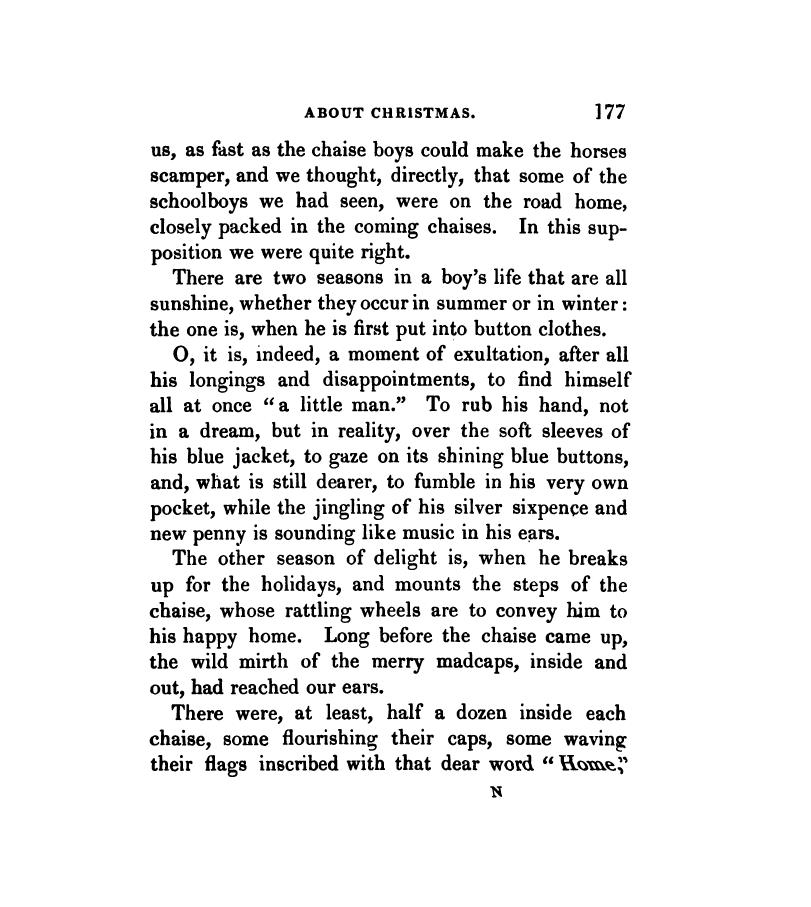 ABOUT CHRISTMAS. 177
us, as fast as the chaise boys could make the horses
scamper, and we thought, directly, that some of the
schoolboys we had seen, were on the road home,
closely packed in the coming chaises. In this sup-
position we were quite right.
There are two seasons in a boy's life that are all
sunshine, whether they occur in summer or in winter:
the one is, when he is first put into button clothes.
O, it is, indeed, a moment of exultation, after all
his longings and disappointments, to find himself
all at once "a little man." To rub his hand, not
in a dream, but in reality, over the soft sleeves of
his blue jacket, to gaze on its shining blue buttons,
and, what is still dearer, to fumble in his very own
pocket, while the jingling of his silver sixpence and
new penny is sounding like music in his ears.
The other season of delight is, when he breaks
up for the holidays, and mounts the steps of the
chaise, whose rattling wheels are to convey him to
his happy home. Long before the chaise came up,
the wild mirth of the merry madcaps, inside and
out, had reached our ears.
There were, at least, half a dozen inside each
chaise, some flourishing their caps, some waving
their flags inscribed with that dear word "Home;"
N